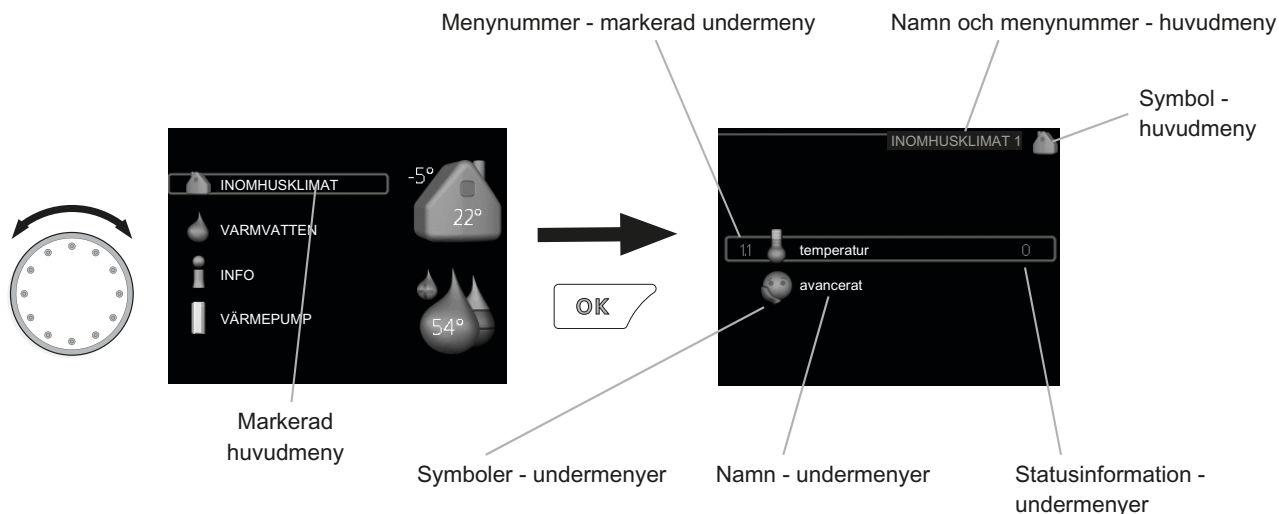 Menynummer - markerad undermeny
Namn och menynummer - huvudmeny
Symbol -
huvudmeny
INOMHUSKLIMAT
VARMVATTEN
INFO
VÄRMEPUMP
-5°
22°
54°
OK
INOMHUSKLIMAT 1
1.1 temperatur 0
avancerat
Markerad
huvudmeny
Symboler - undermenyer
Namn - undermenyer
Statusinformation -
undermenyer